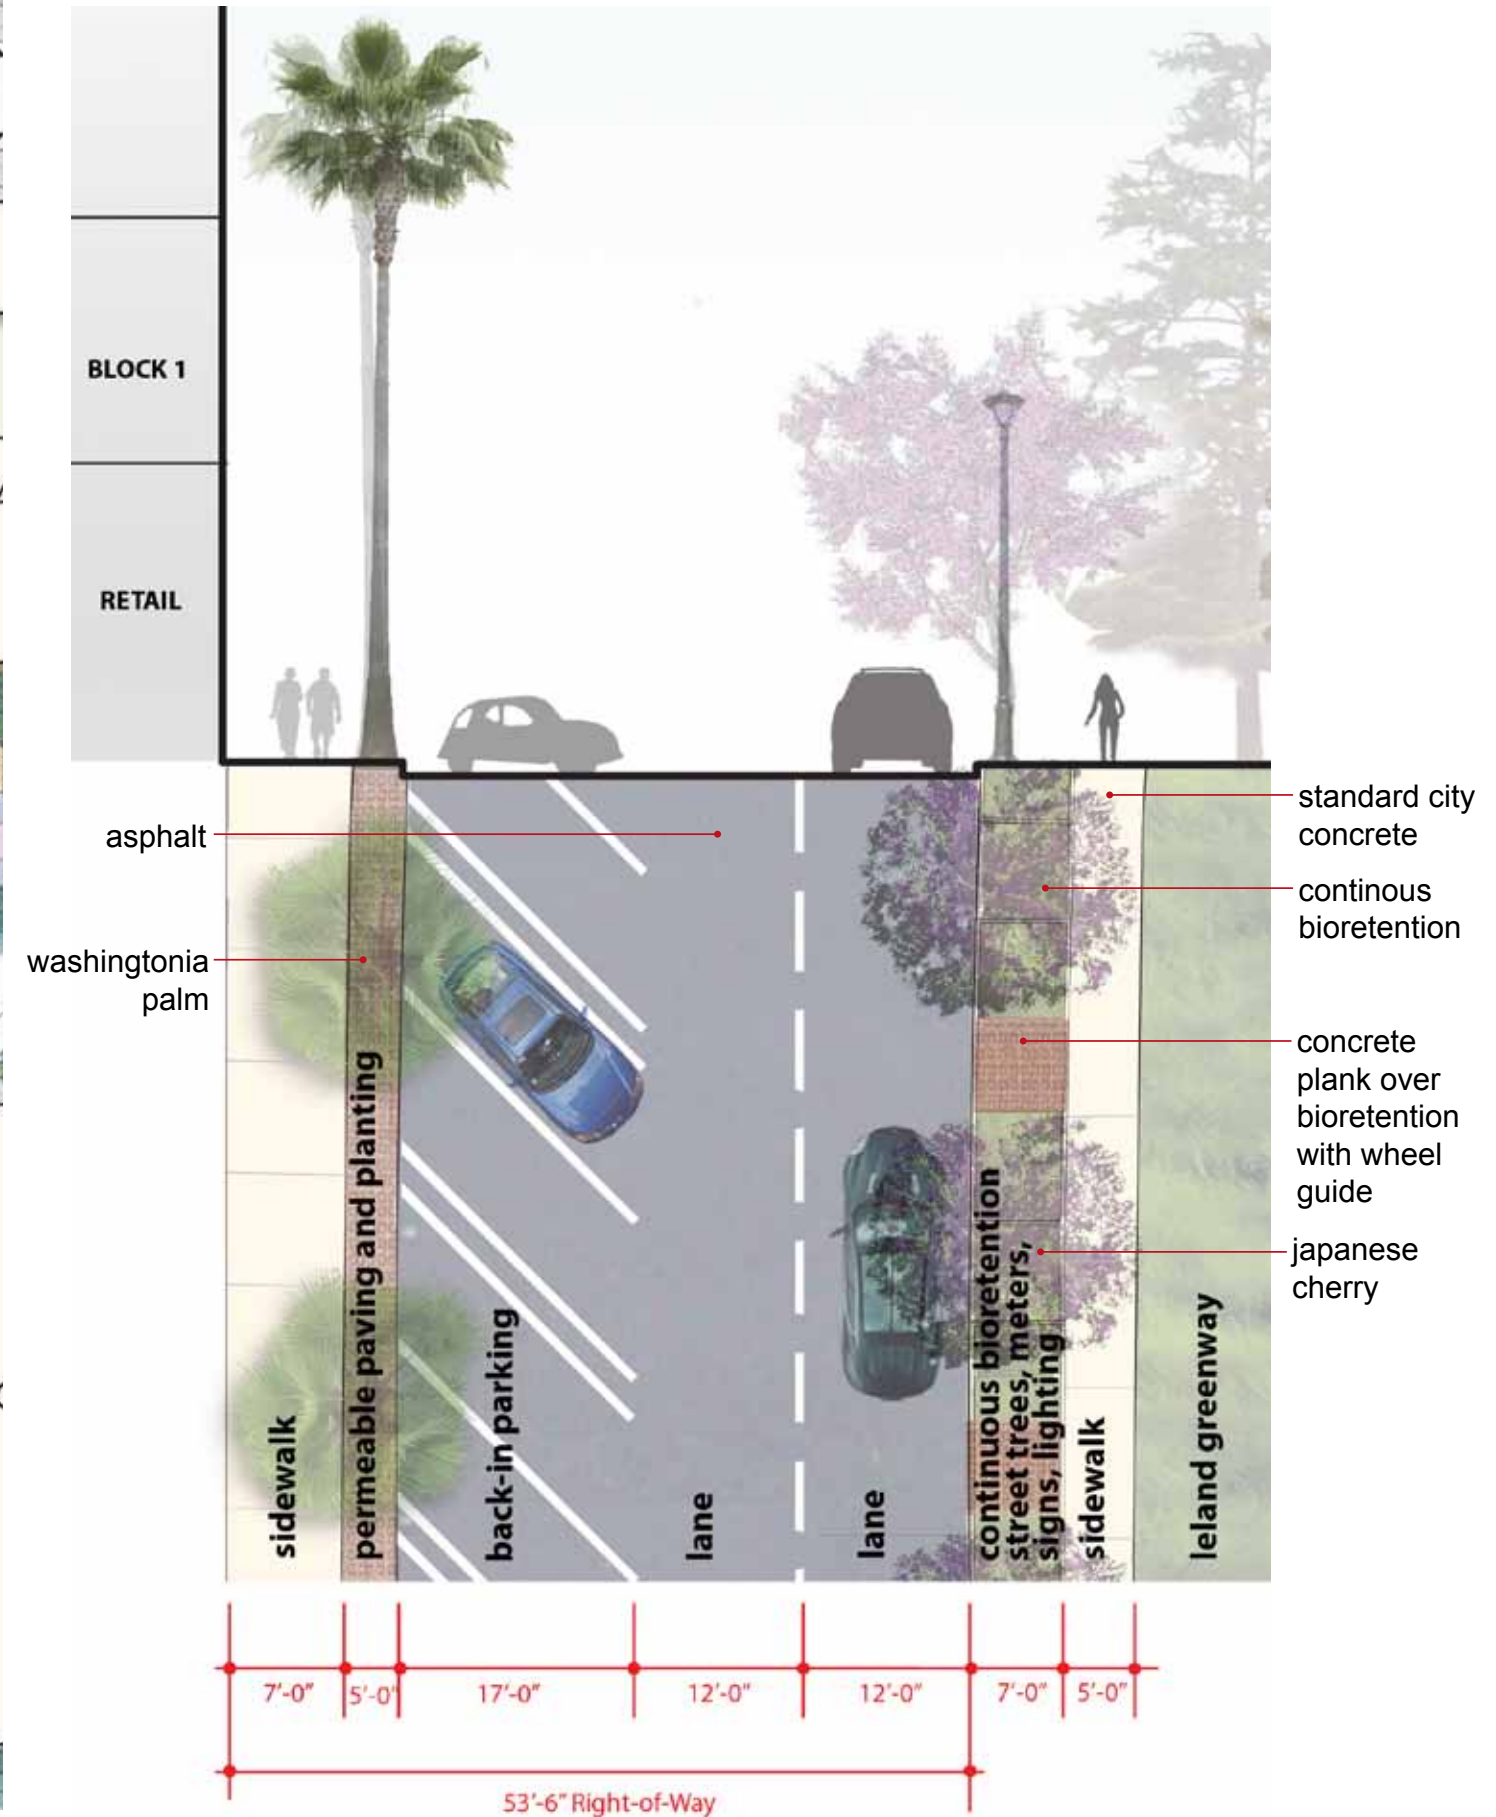 BLOCK 1
RETAIL
asphalt
washingtonia
palm
standard city
concrete
continous
bioretention
concrete
plank over
bioretention
with wheel
guide
japanese
cherry
sidewalk
permeable paving and planting
back-in parking
lane
lane
continuous bioretention
street trees, meters,
signs, lighting
sidewalk
leland greenway
7'-0" 5'-0" 17'-0" 12'-0" 12'-0" 7'-0" 5'-0"
53'-6" Right-of-Way